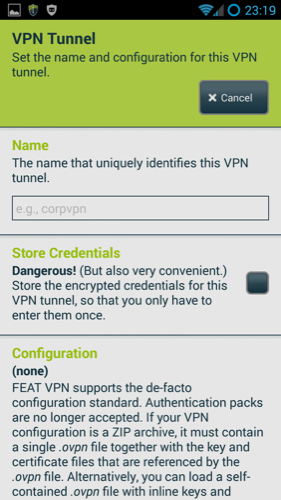 23:19
VPN Tunnel
Set the name and configuration for this VPN
tunnel.
Cancel
Name
The name that uniquely identifies this VPN
tunnel.
e.g., corpvpn
Store Credentials
Dangerous! (But also very convenient.)
Store the encrypted credentials for this
VPN tunnel, so that you only have to
enter them once.
Configuration
(none)
FEAT VPN supports the de-facto
configuration standard. Authentication packs
are no longer accepted. If your VPN
configuration is a ZIP archive, it must contain
a single .ovpn file together with the key and
certificate files that are referenced by the
.ovpn file. Alternatively, you can load a self-
contained .ovpn file with inline keys and